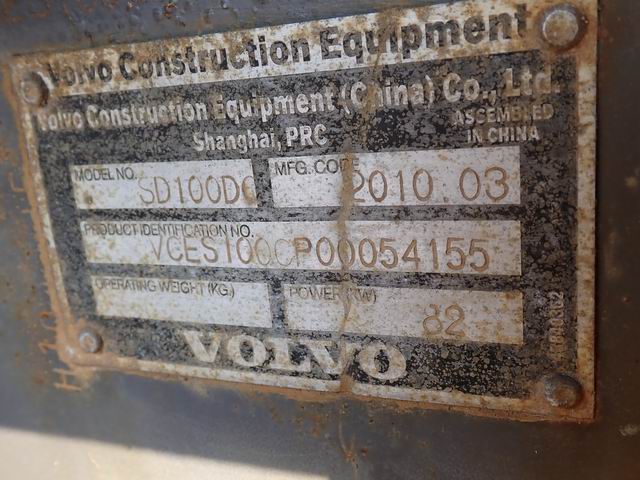 Volvo Construction Equipment
Volvo Construction Equipment (China) Co., Ltd.
Shanghai, PRC
ASSEMBLED
IN CHINA
MODEL NO. SD100DC
MFG. CODE 2010 03
PRODUCT IDENTIFICATION NO.
VCES100CP00054155
OPERATING WEIGHT (KG.)
POWER (KW) 82
VOLVO